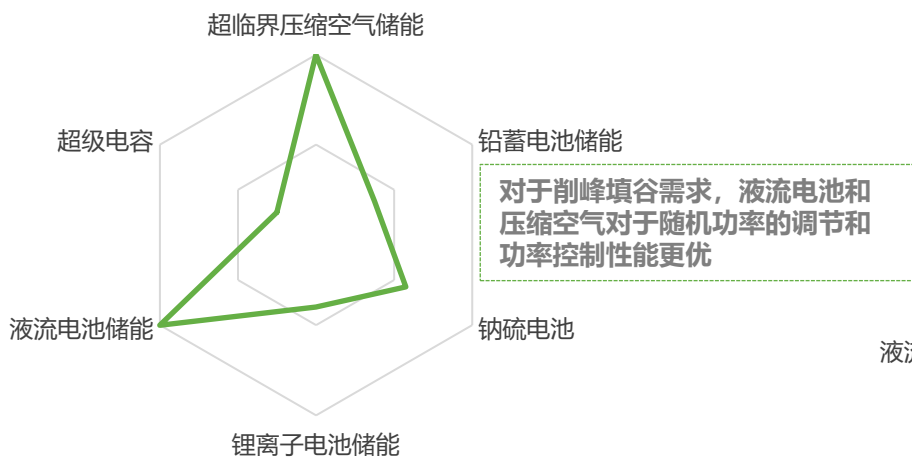 超临界压缩空气储能
超级电容
铅蓄电池储能
对于削峰填谷需求，液流电池和
压缩空气对于随机功率的调节和
功率控制性能更优
液流电池储能
钠硫电池
锂离子电池储能